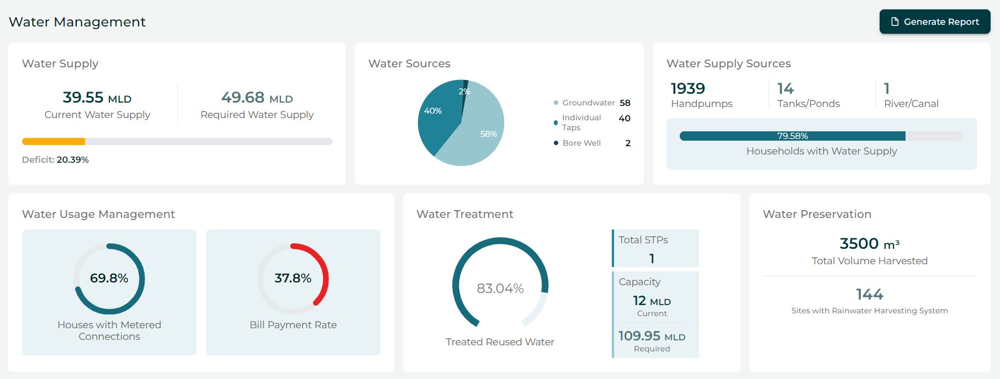 Water Management
Generate Report
Water Supply
39.55 MLD
Current Water Supply
49.68 MLD
Required Water Supply
Deficit: 20.39%
Water Sources
2%
40%
58%
Groundwater 58
Individual Taps 40
Bore Well 2
Water Supply Sources
1939
Handpumps
14
Tanks/Ponds
1
River/Canal
79.58%
Households with Water Supply
Water Usage Management
69.8%
Houses with Metered
Connections
37.8%
Bill Payment Rate
Water Treatment
83.04%
Treated Reused Water
Total STPs
1
Capacity
12 MLD
Current
109.95 MLD
Required
Water Preservation
3500 m³
Total Volume Harvested
144
Sites with Rainwater Harvesting System